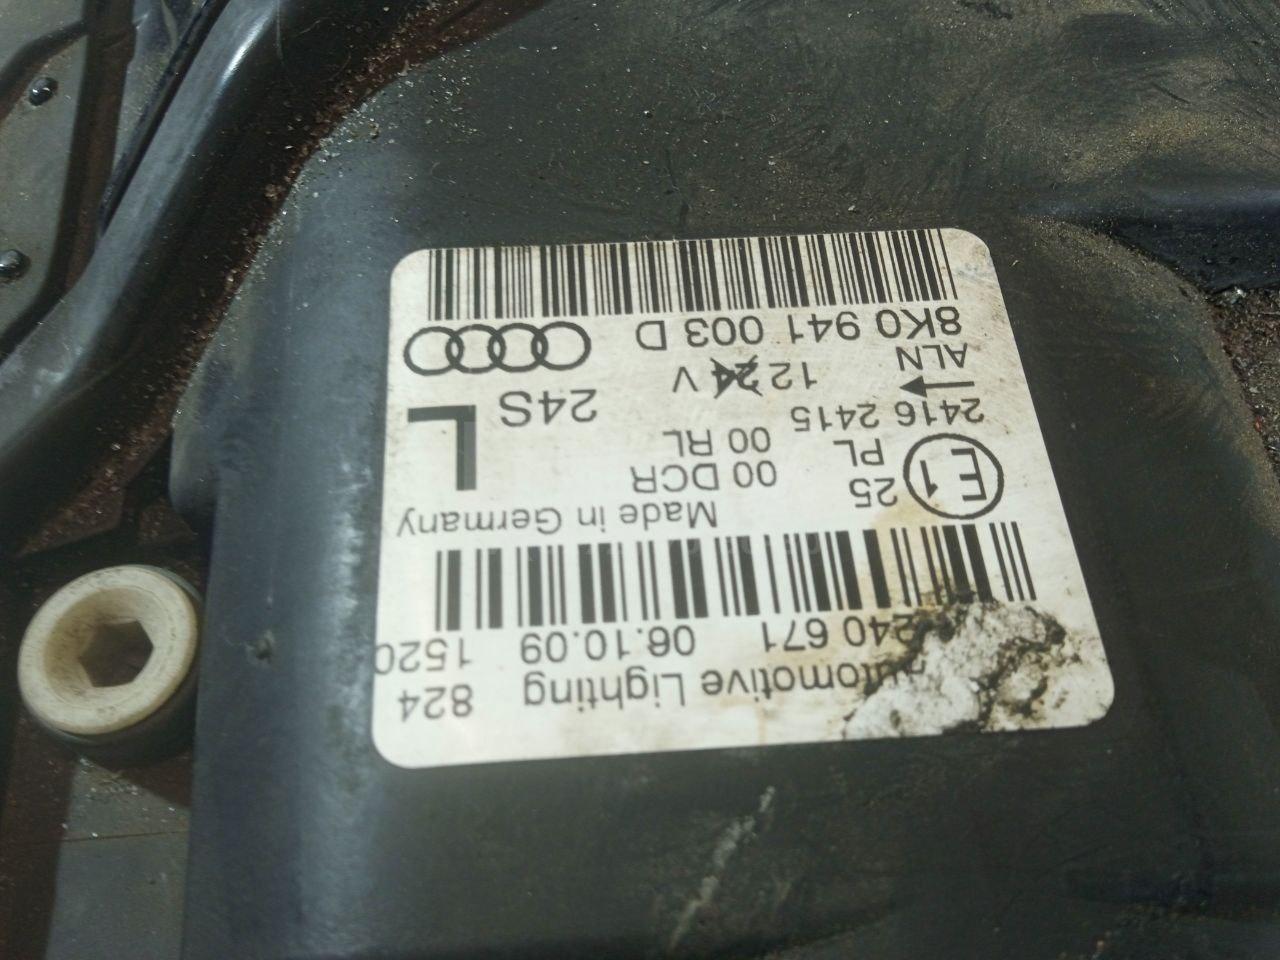 824
Automotive Lighting
1520
06.10.09
240 671
Made in Germany
25
E1
00 DCR
PL
00 RL
L
2416 2415
24S
12 24 V
ALN
8K0 941 003 D